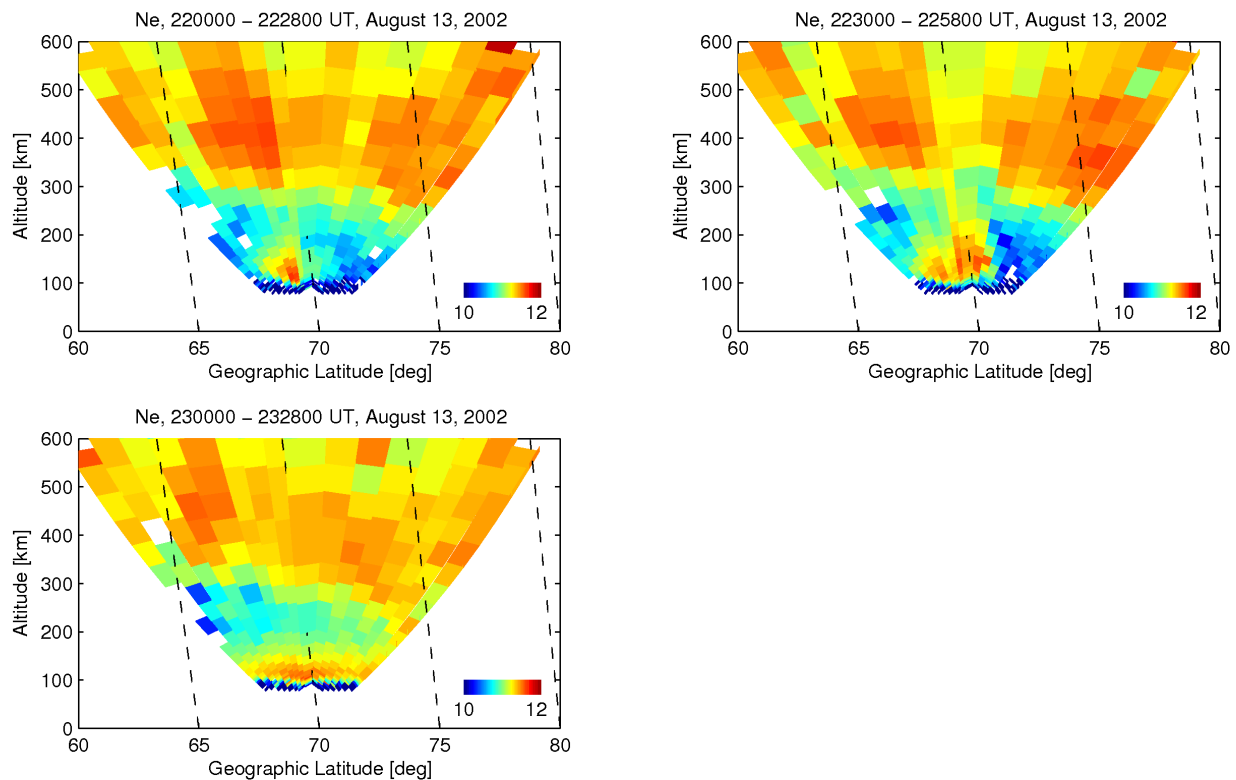 Ne, 220000 – 222800 UT, August 13, 2002
600
500
400
300
200
100
0
Altitude [km]
10 12
60 65 70 75 80
Geographic Latitude [deg]
Ne, 223000 – 225800 UT, August 13, 2002
600
500
400
300
200
100
0
Altitude [km]
10 12
60 65 70 75 80
Geographic Latitude [deg]
Ne, 230000 – 232800 UT, August 13, 2002
600
500
400
300
200
100
0
Altitude [km]
10 12
60 65 70 75 80
Geographic Latitude [deg]